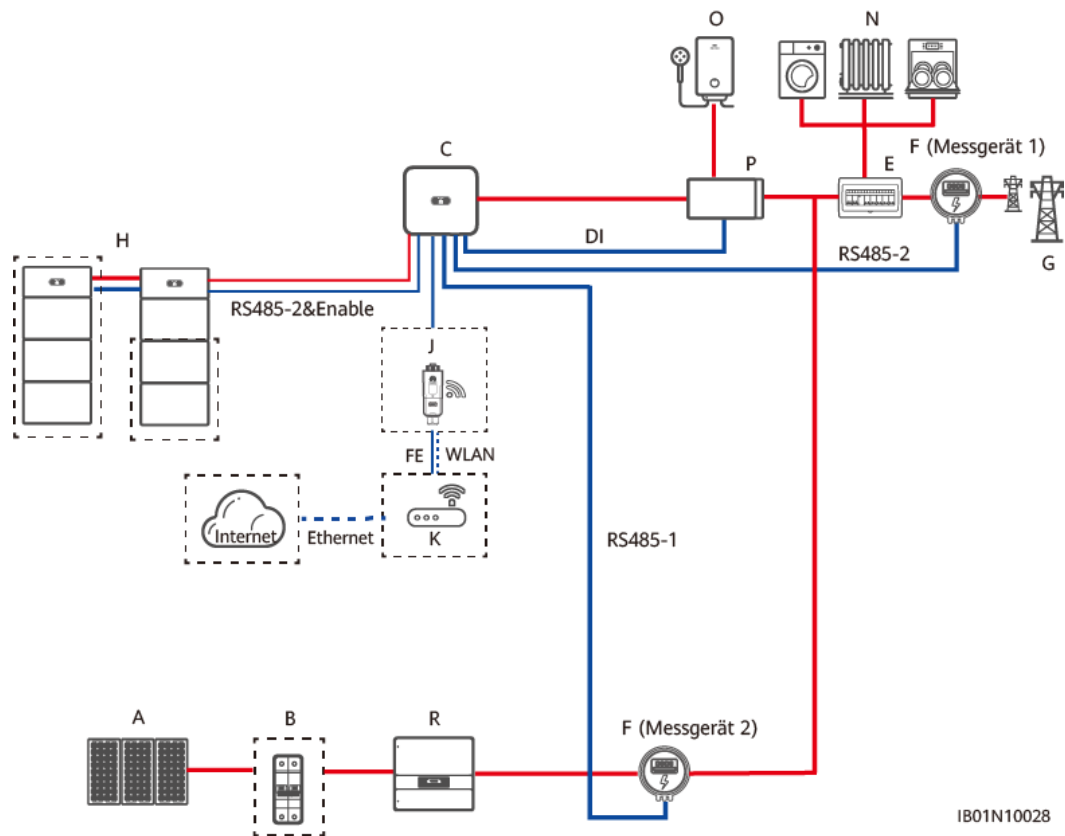 O
N
C
P
E
F (Messgerät 1)
H
DI
RS485-2
G
RS485-2&Enable
J
FE
WLAN
Internet
Ethernet
K
RS485-1
A
B
R
F (Messgerät 2)
IB01N10028